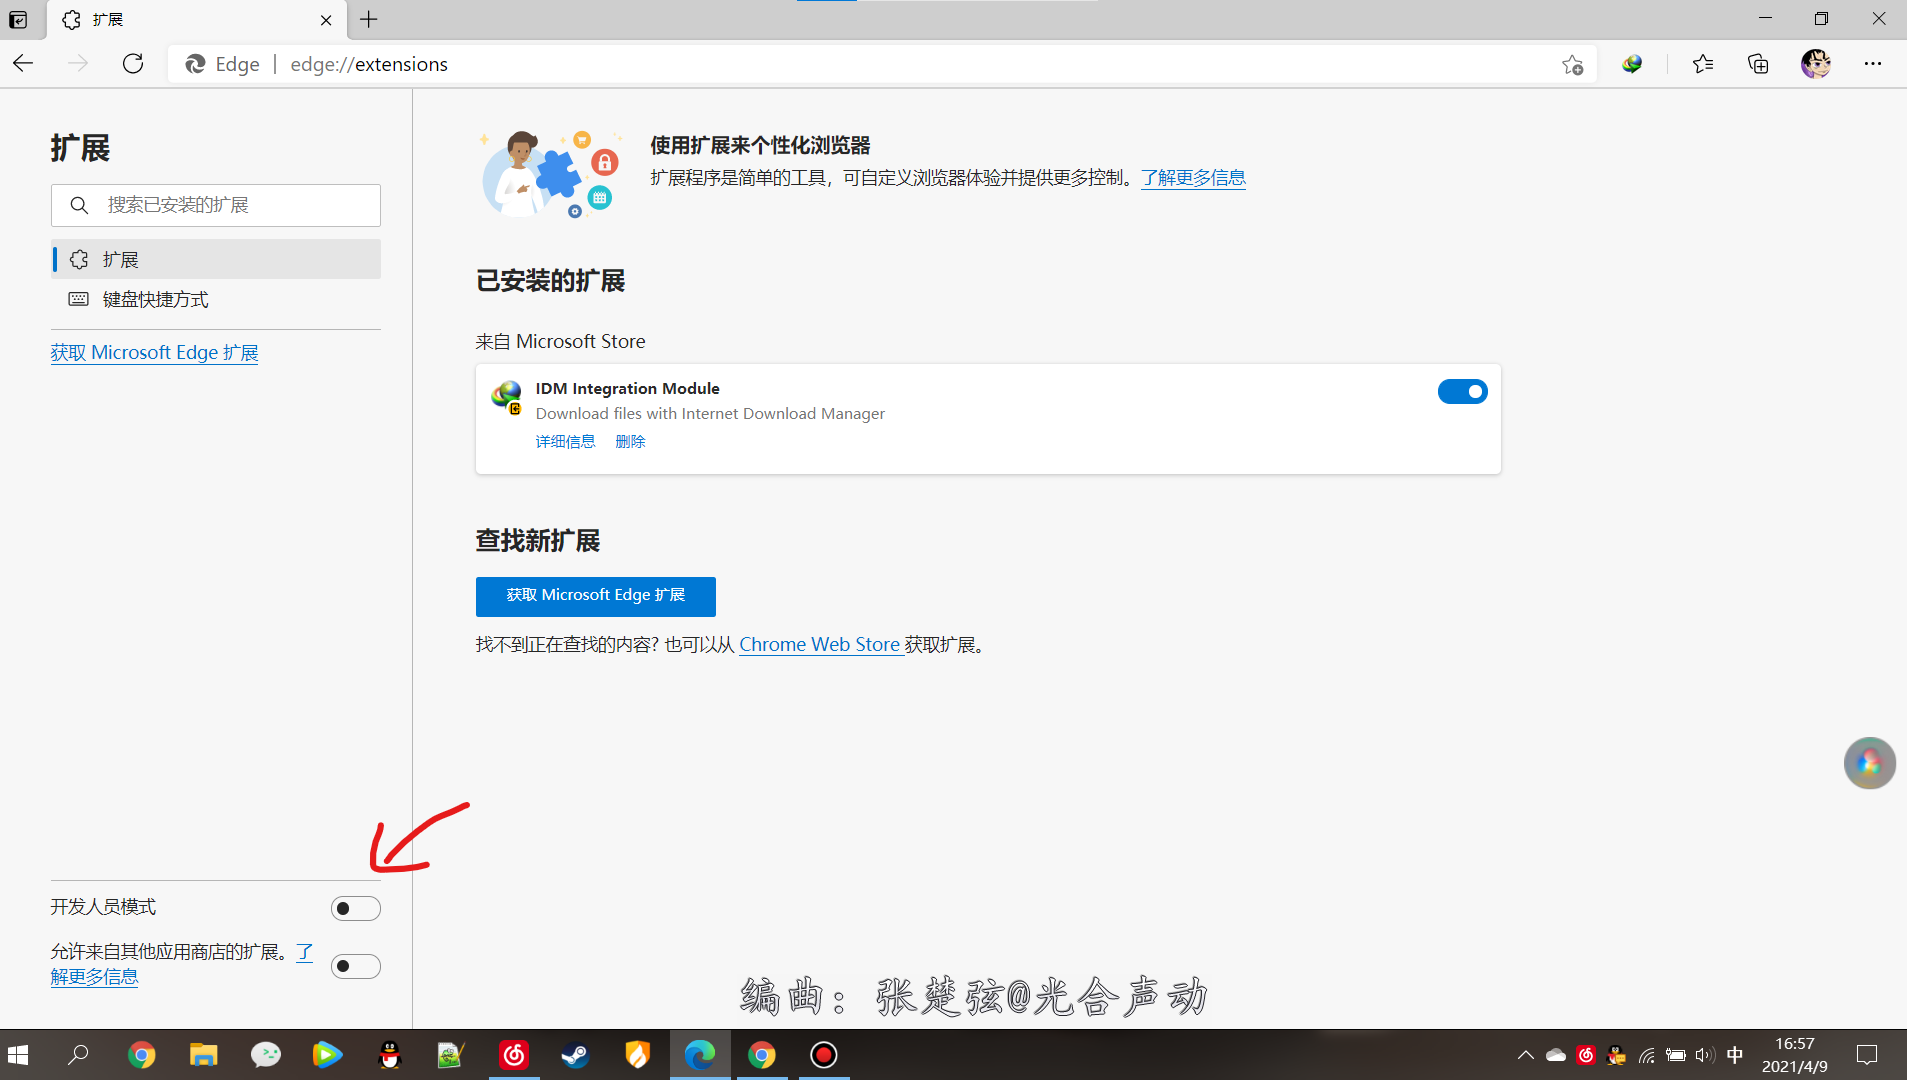 扩展
Edge | edge://extensions
扩展
搜索已安装的扩展
扩展
键盘快捷方式
获取 Microsoft Edge 扩展
使用扩展来个性化浏览器
扩展程序是简单的工具，可自定义浏览器体验并提供更多控制。了解更多信息
已安装的扩展
来自 Microsoft Store
IDM Integration Module
Download files with Internet Download Manager
详细信息 删除
查找新扩展
获取 Microsoft Edge 扩展
找不到正在查找的内容? 也可以从 Chrome Web Store 获取扩展。
开发人员模式
允许来自其他应用商店的扩展。了
解更多信息
编曲：张楚弦@光合声动
中
16:57
2021/4/9